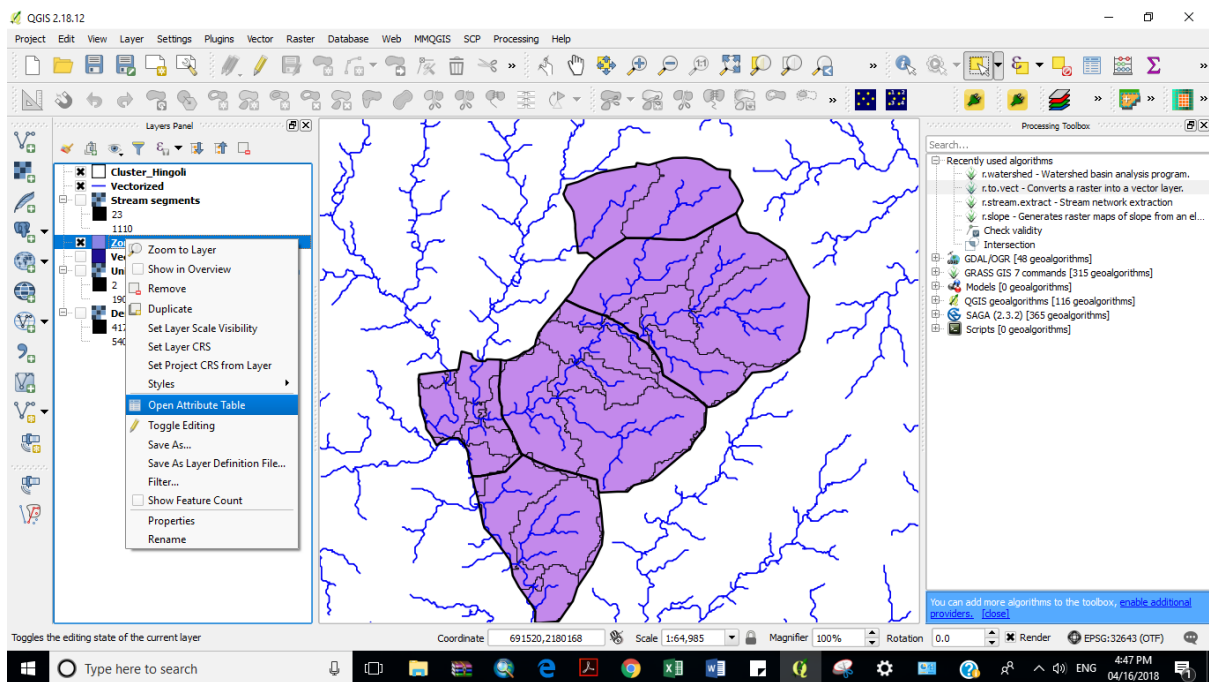 QGIS 2.18.12
Project Edit View Layer Settings Plugins Vector Raster Database Web MMQGIS SCP Processing Help
Layers Panel
Cluster_Hingoli
Vectorized
Stream segments
23
1110
Zoom to Layer
Show in Overview
Remove
Duplicate
Set Layer Scale Visibility
Set Layer CRS
Set Project CRS from Layer
Styles
Open Attribute Table
Toggle Editing
Save As...
Save As Layer Definition File...
Filter...
Show Feature Count
Properties
Rename
Processing Toolbox
Search...
Recently used algorithms
r.watershed - Watershed basin analysis program.
r.to.vect - Converts a raster into a vector layer.
r.stream.extract - Stream network extraction
r.slope - Generates raster maps of slope from an el...
Check validity
Intersection
GDAL/OGR [48 geoalgorithms]
GRASS GIS 7 commands [315 geoalgorithms]
Models [0 geoalgorithms]
QGIS geoalgorithms [116 geoalgorithms]
SAGA (2.3.2) [365 geoalgorithms]
Scripts [0 geoalgorithms]
You can add more algorithms to the toolbox, enable additional
providers. [close]
Toggles the editing state of the current layer
Coordinate 691520,2180168 Scale 1:64,985 Magnifier 100% Rotation 0.0 Render EPSG:32643 (OTF)
Type here to search
ENG
4:47 PM
04/16/2018